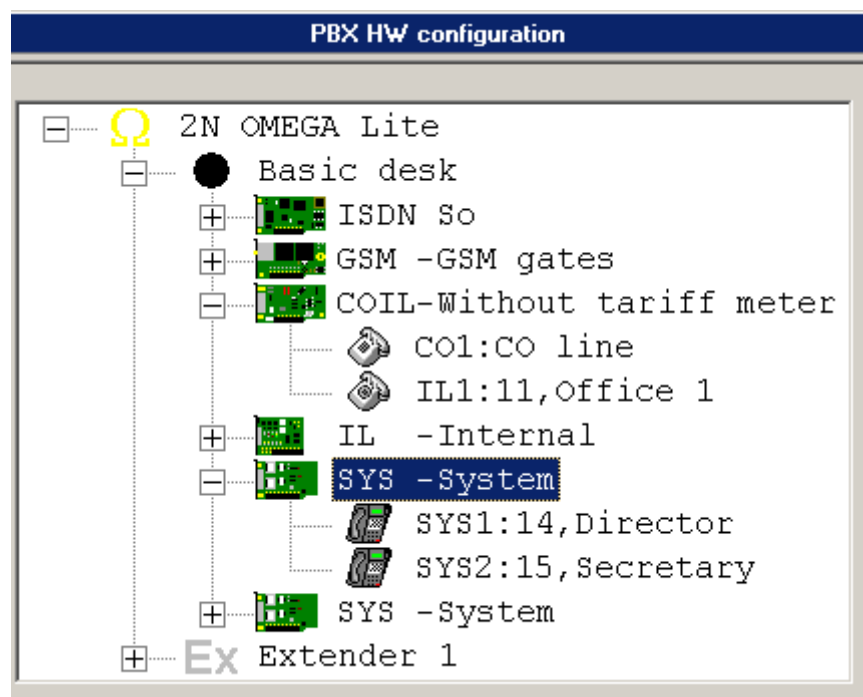 PBX HW configuration
Ω 2N OMEGA Lite
Basic desk
ISDN So
GSM -GSM gates
COIL-Without tariff meter
CO1:CO line
IL1:11,Office 1
IL -Internal
SYS -System
SYS1:14,Director
SYS2:15,Secretary
SYS -System
Ex Extender 1